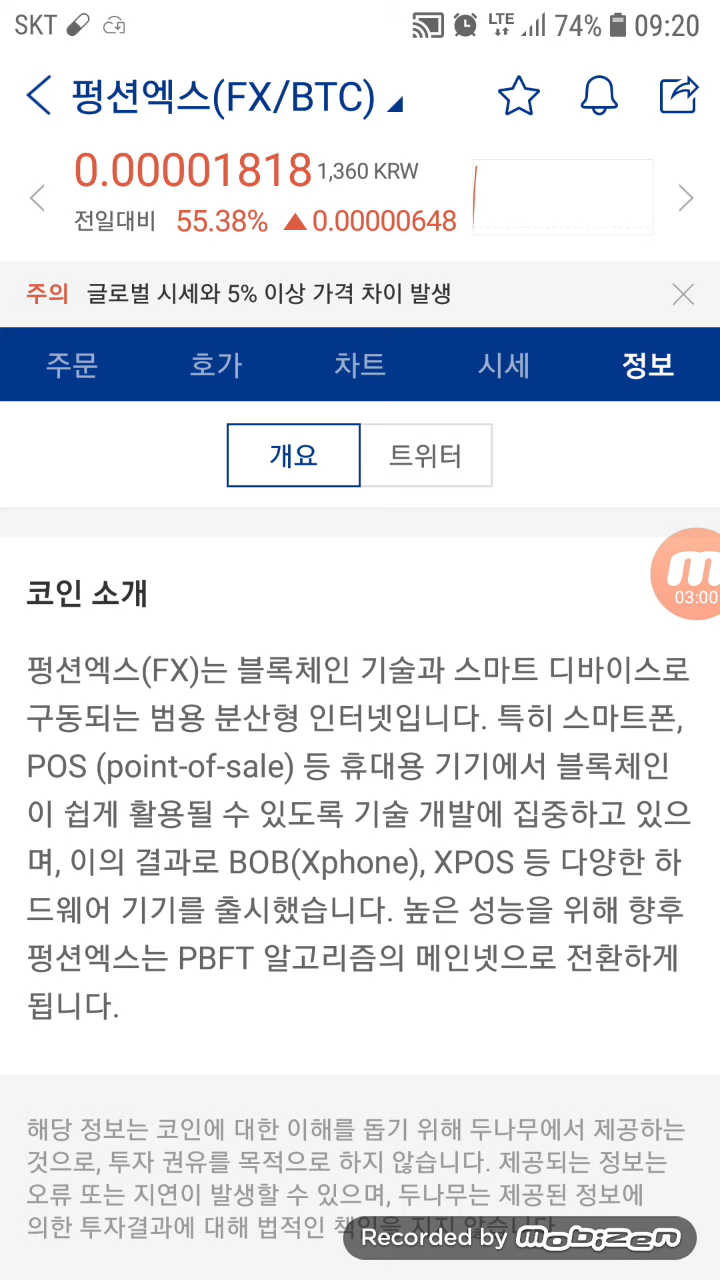 SKT LTE 74% 09:20
펑션엑스(FX/BTC)
0.00001818 1,360 KRW
전일대비 55.38% ▲0.00000648
주의 글로벌 시세와 5% 이상 가격 차이 발생
주문 호가 차트 시세 정보
개요 트위터
m
03:00
코인 소개
펑션엑스(FX)는 블록체인 기술과 스마트 디바이스로
구동되는 범용 분산형 인터넷입니다. 특히 스마트폰,
POS (point-of-sale) 등 휴대용 기기에서 블록체인
이 쉽게 활용될 수 있도록 기술 개발에 집중하고 있으
며, 이의 결과로 BOB(Xphone), XPOS 등 다양한 하
드웨어 기기를 출시했습니다. 높은 성능을 위해 향후
펑션엑스는 PBFT 알고리즘의 메인넷으로 전환하게
됩니다.
해당 정보는 코인에 대한 이해를 돕기 위해 두나무에서 제공하는
것으로, 투자 권유를 목적으로 하지 않습니다. 제공되는 정보는
오류 또는 지연이 발생할 수 있으며, 두나무는 제공된 정보에
의한 투자결과에 대해 법적인 책임을 지지 않습니다.
Recorded by mobizen